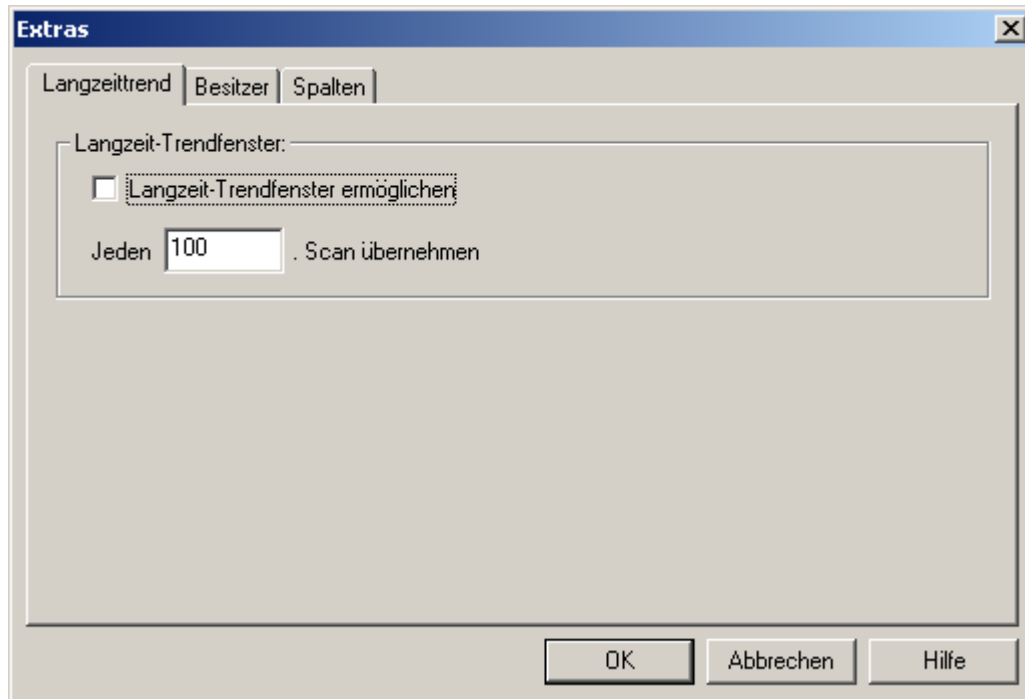 Extras
Langzeittrend Besitzer Spalten
Langzeit-Trendfenster:
Langzeit-Trendfenster ermöglichen
Jeden 100 . Scan übernehmen
OK Abbrechen Hilfe